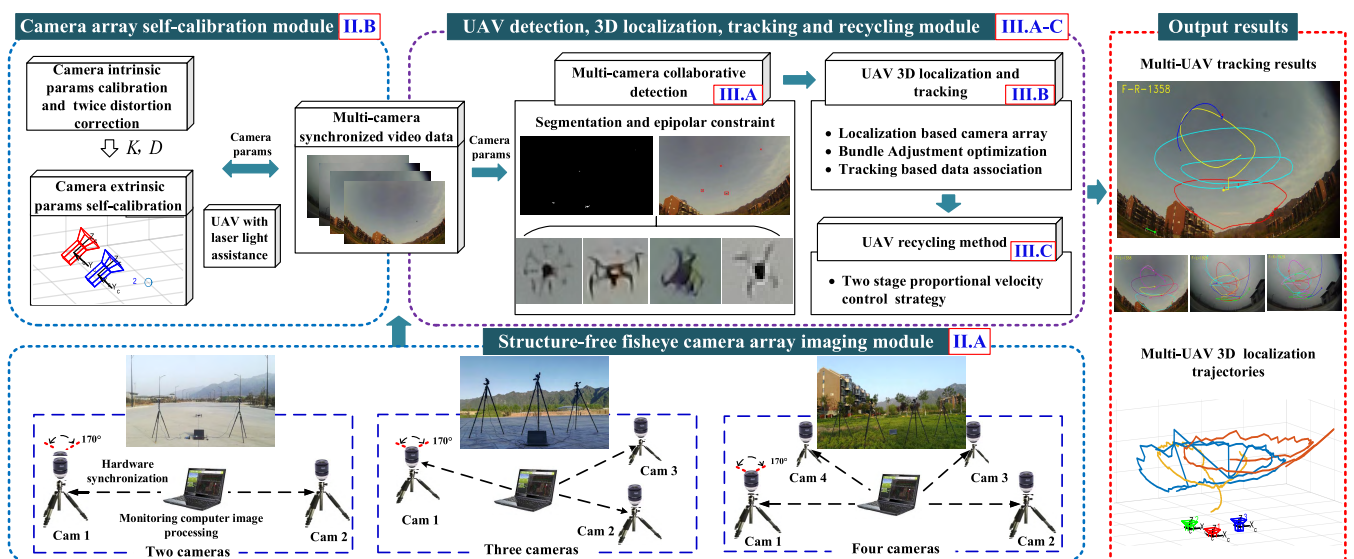 Camera array self-calibration module II.B
Camera intrinsic
params calibration
and twice distortion
correction
K, D
Camera extrinsic
params self-calibration
2
Camera
params
UAV with
laser light
assistance
Multi-camera
synchronized video data
Camera
params
UAV detection, 3D localization, tracking and recycling module III.A-C
Multi-camera collaborative
detection
III.A
Segmentation and epipolar constraint
UAV 3D localization and
tracking
III.B
• Localization based camera array
• Bundle Adjustment optimization
• Tracking based data association
UAV recycling method
III.C
• Two stage proportional velocity
control strategy
Output results
Multi-UAV tracking results
F-R-1358
Multi-UAV 3D localization
trajectories
Structure-free fisheye camera array imaging module II.A
170°
Hardware
synchronization
Monitoring computer image
processing
Cam 1
Cam 2
Two cameras
170°
Cam 1
Cam 3
Cam 2
Three cameras
170°
Cam 4
Cam 3
Cam 1
Cam 2
Four cameras